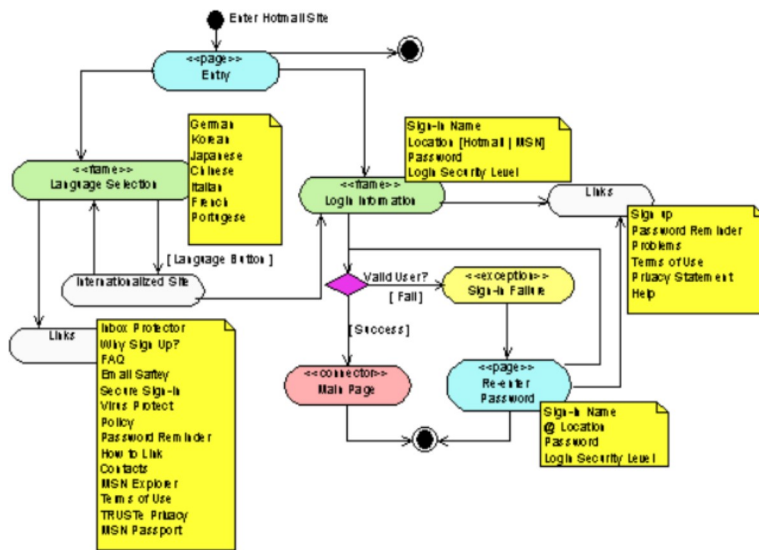 Enter Hotmail Site
<<page>>
Entry
German
Korean
Japanese
Chinese
Italian
French
Portugese
Sign-In Name
Location [Hotmail | MSN]
Password
Login Security Level
<<frame>>
Language Selection
<<frame>>
Login Information
Links
Sign up
Password Reminder
Problems
Terms of Use
Privacy Statement
Help
[ Language Button ]
Internationalized Site
Valid User?
[ Fail]
<<exception>>
Sign-In Failure
[Success]
Links
Inbox Protector
Why Sign Up?
FAQ
Email Saftey
Secure Sign-In
Virus Protect
Policy
Password Reminder
How to Link
Contacts
MSN Explorer
Terms of Use
TRUSTe Privacy
MSN Passport
<<connector>>
Main Page
<<page>>
Re-enter
Password
Sign-In Name
@ Location
Password
Login Security Level